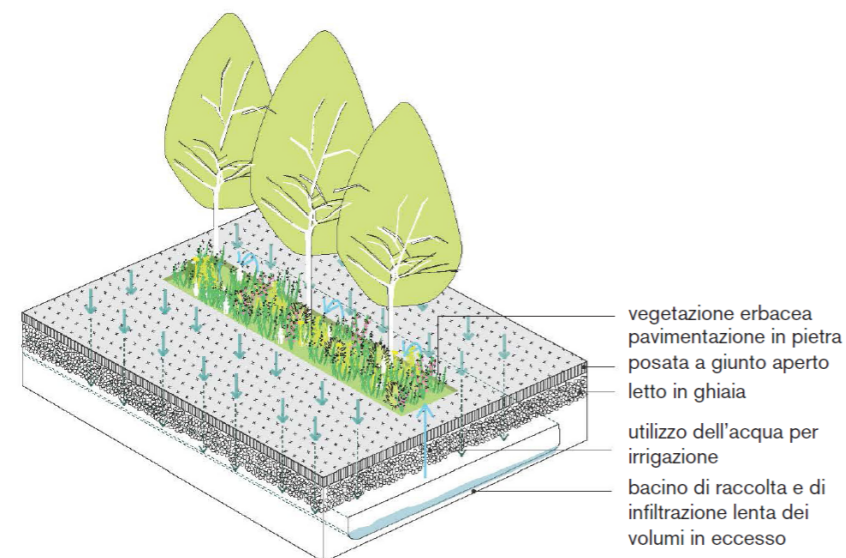 vegetazione erbacea
pavimentazione in pietra
posata a giunto aperto
letto in ghiaia
utilizzo dell'acqua per
irrigazione
bacino di raccolta e di
infiltrazione lenta dei
volumi in eccesso